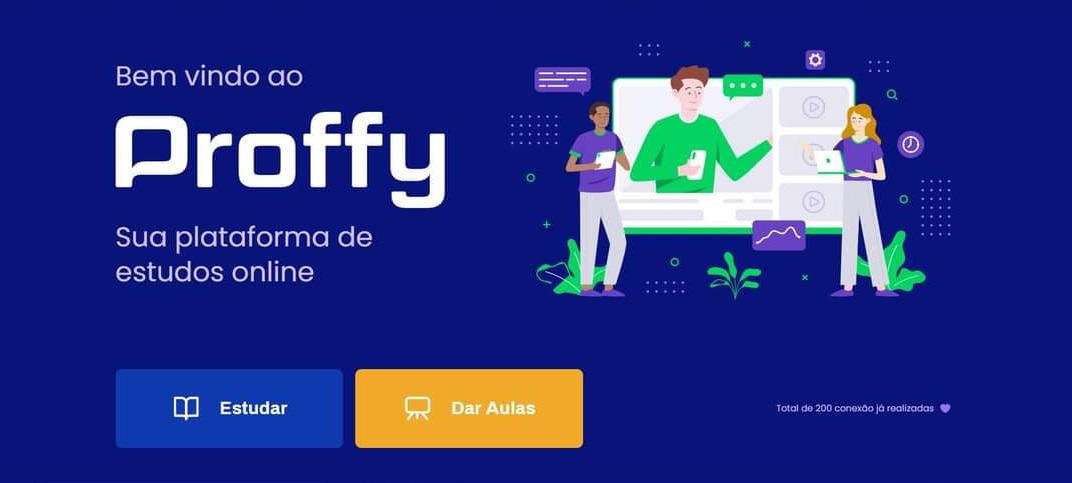 Bem vindo ao
Proffy
Sua plataforma de
estudos online
Estudar
Dar Aulas
Total de 200 conexão já realizadas